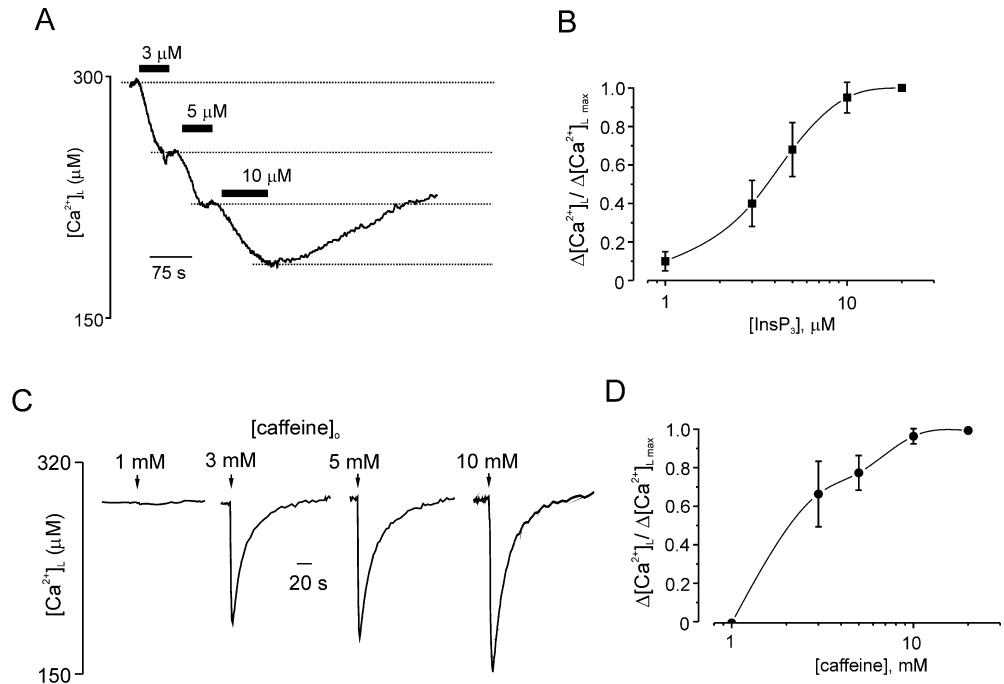 A
3 μM
300
5 μM
10 μM
[Ca²⁺]L (μM)
75 s
150
B
Δ[Ca²⁺]L/ Δ[Ca²⁺]L max
1.0
0.8
0.6
0.4
0.2
0
1
10
[InsP₃], μM
C
[caffeine]o
320
1 mM
3 mM
5 mM
10 mM
[Ca²⁺]L (μM)
20 s
150
D
Δ[Ca²⁺]L/ Δ[Ca²⁺]L max
1.0
0.8
0.6
0.4
0.2
0
1
10
[caffeine], mM